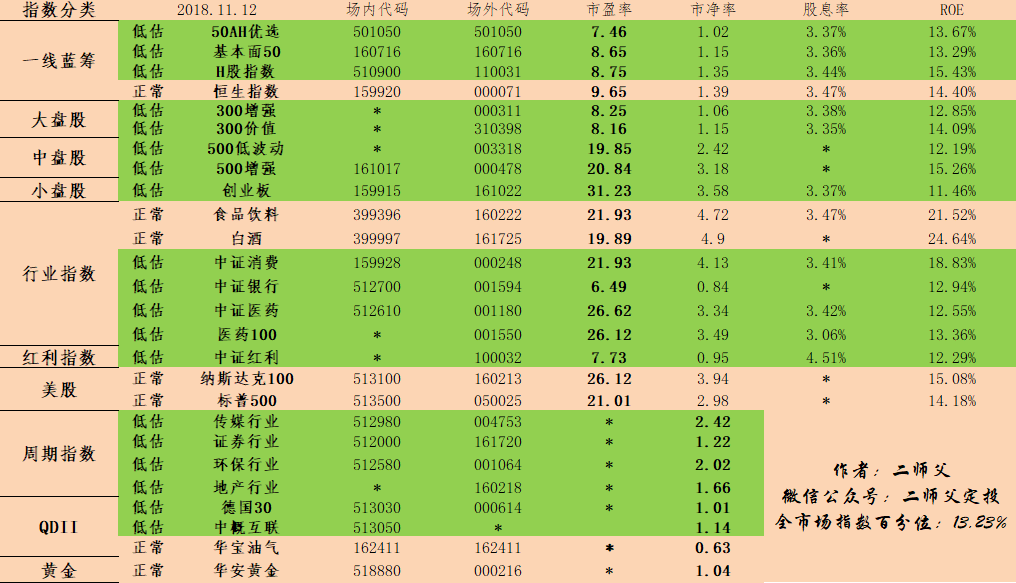 指数分类 2018.11.12 场内代码 场外代码 市盈率 市净率 股息率 ROE
一线蓝筹
低估 50AH优选 501050 501050 7.46 1.02 3.37% 13.67%
低估 基本面50 160716 160716 8.65 1.15 3.36% 13.29%
低估 H股指数 510900 110031 8.75 1.35 3.44% 15.43%
正常 恒生指数 159920 000071 9.65 1.39 3.47% 14.40%
大盘股
低估 300增强 * 000311 8.25 1.06 3.38% 12.85%
低估 300价值 * 310398 8.16 1.15 3.35% 14.09%
中盘股
低估 500低波动 * 003318 19.85 2.42 * 12.19%
低估 500增强 161017 000478 20.84 3.18 * 15.26%
小盘股 低估 创业板 159915 161022 31.23 3.58 3.37% 11.46%
行业指数
正常 食品饮料 399396 160222 21.93 4.72 3.47% 21.52%
正常 白酒 399997 161725 19.89 4.9 * 24.64%
低估 中证消费 159928 000248 21.93 4.13 3.41% 18.83%
低估 中证银行 512700 001594 6.49 0.84 * 12.94%
低估 中证医药 512610 001180 26.62 3.34 3.42% 12.55%
低估 医药100 * 001550 26.12 3.49 3.06% 13.36%
红利指数 低估 中证红利 * 100032 7.73 0.95 4.51% 12.29%
美股
正常 纳斯达克100 513100 160213 26.12 3.94 * 15.08%
正常 标普500 513500 050025 21.01 2.98 * 14.18%
周期指数
低估 传媒行业 512980 004753 * 2.42
低估 证券行业 512000 161720 * 1.22
低估 环保行业 512580 001064 * 2.02
低估 地产行业 * 160218 * 1.66
QDII
低估 德国30 513030 000614 * 1.01
低估 中概互联 513050 * 1.14
正常 华宝油气 162411 162411 * 0.63
黄金 正常 华安黄金 518880 000216 * 1.04
作者：二师父
微信公众号：二师父定投
全市场指数百分位：13.23%